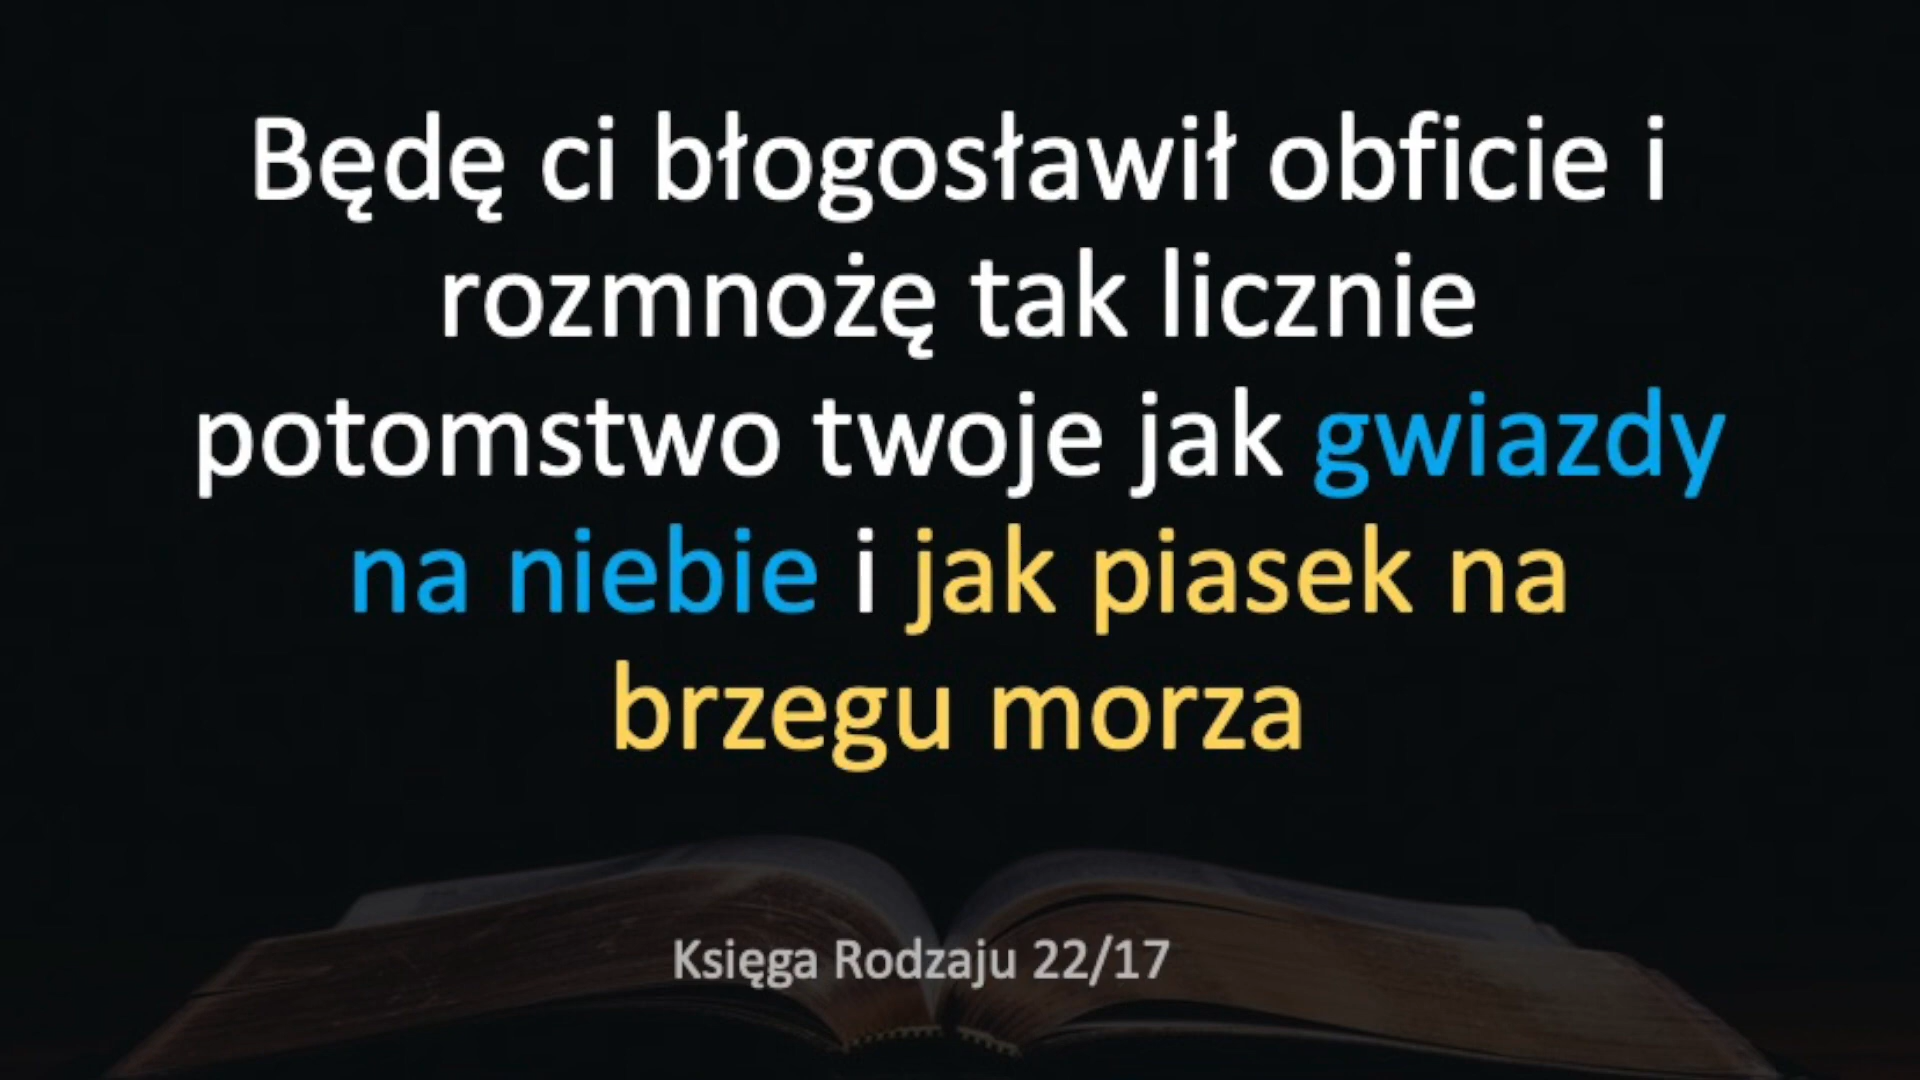 Będę ci błogosławił obficie i
rozmnożę tak licznie
potomstwo twoje jak gwiazdy
na niebie i jak piasek na
brzegu morza
Księga Rodzaju 22/17